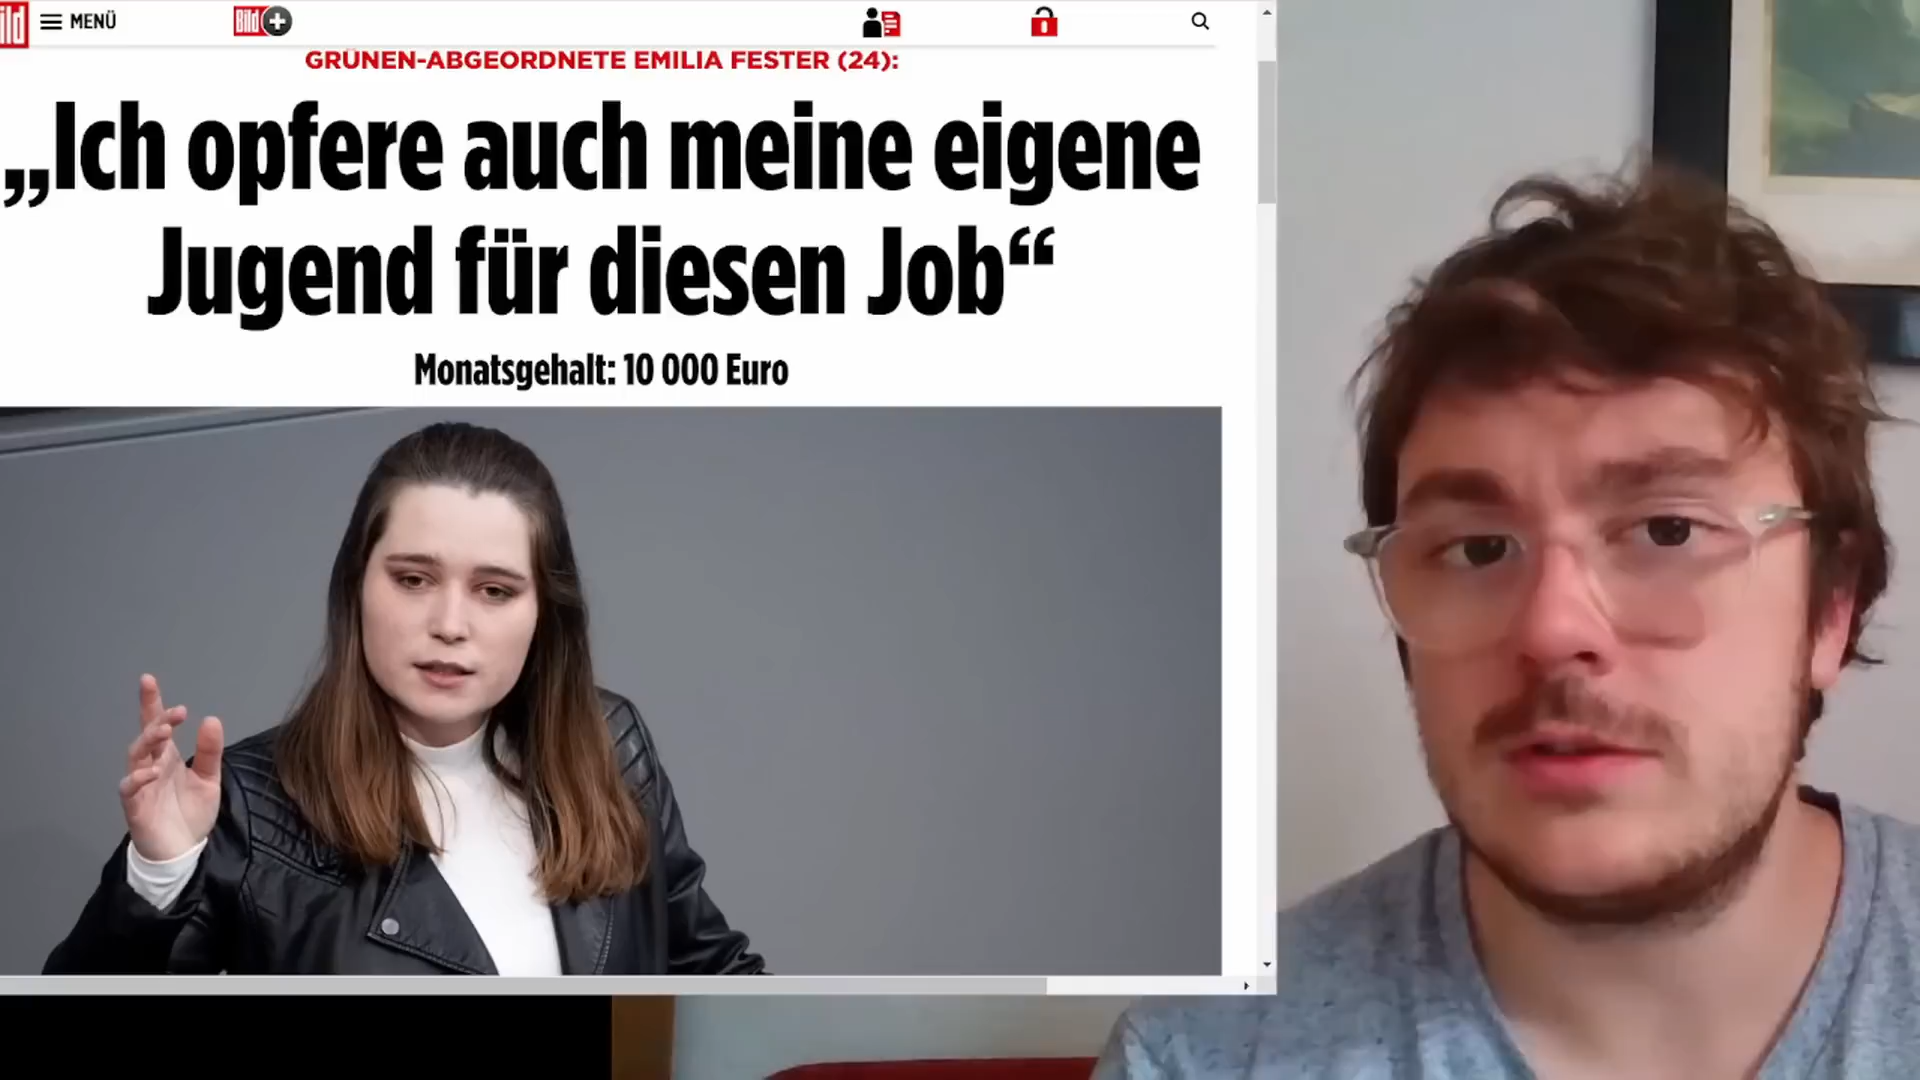 ild
MENÜ
Bild
GRÜNEN-ABGEORDNETE EMILIA FESTER (24):
„Ich opfere auch meine eigene
Jugend für diesen Job“
Monatsgehalt: 10 000 Euro